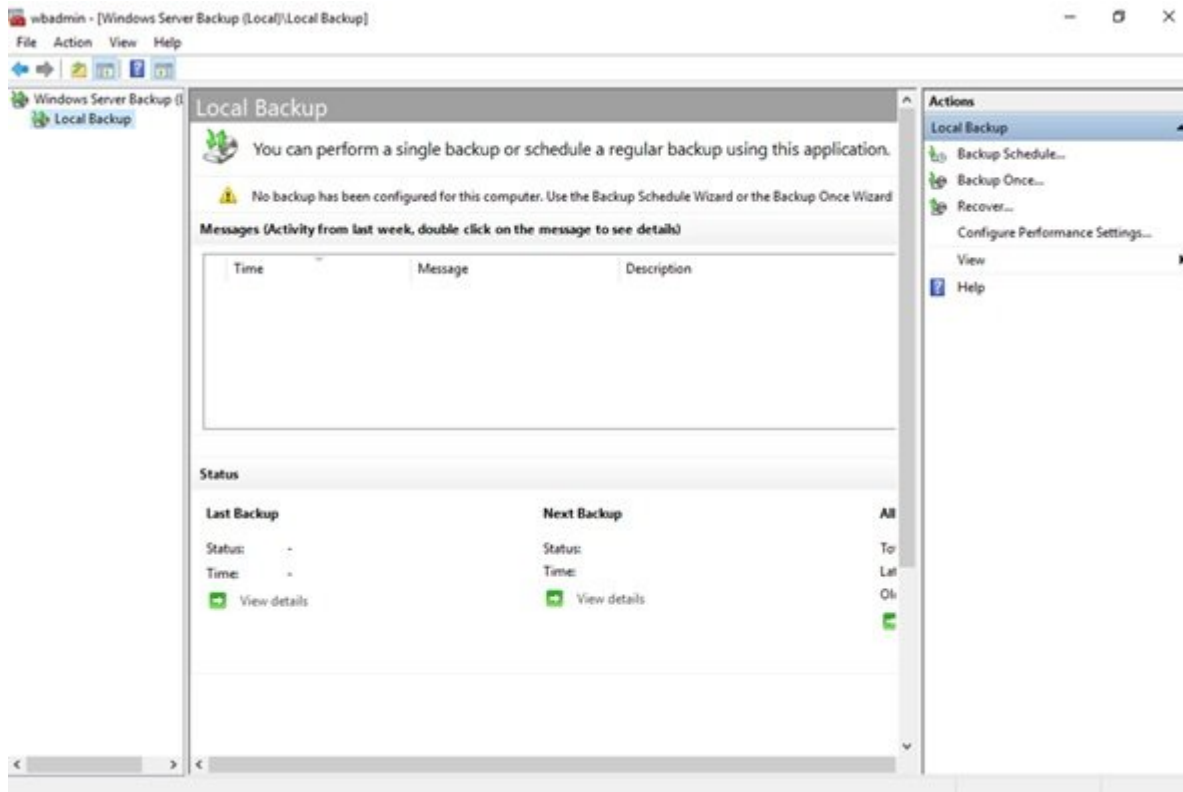 wbadmin - [Windows Server Backup (Local)\Local Backup]
File Action View Help
Windows Server Backup (L
Local Backup
Local Backup
You can perform a single backup or schedule a regular backup using this application.
No backup has been configured for this computer. Use the Backup Schedule Wizard or the Backup Once Wizard
Messages (Activity from last week, double click on the message to see details)
Time Message Description
Status
Last Backup
Status: -
Time: -
View details
Next Backup
Status:
Time:
View details
All
To
Lat
Ol
Actions
Local Backup
Backup Schedule...
Backup Once...
Recover...
Configure Performance Settings...
View
Help